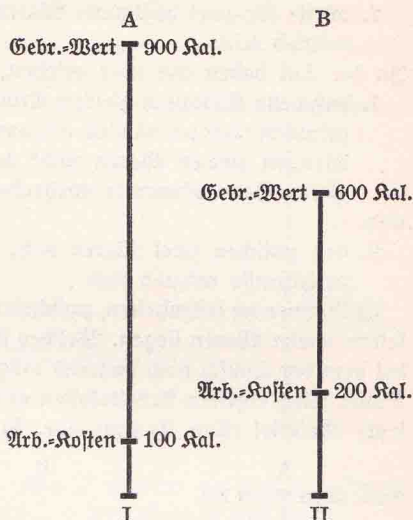 A
B
Gebr.=Wert 900 Kal.
Gebr.=Wert 600 Kal.
Arb.=Kosten 200 Kal.
Arb.=Kosten 100 Kal.
I
II